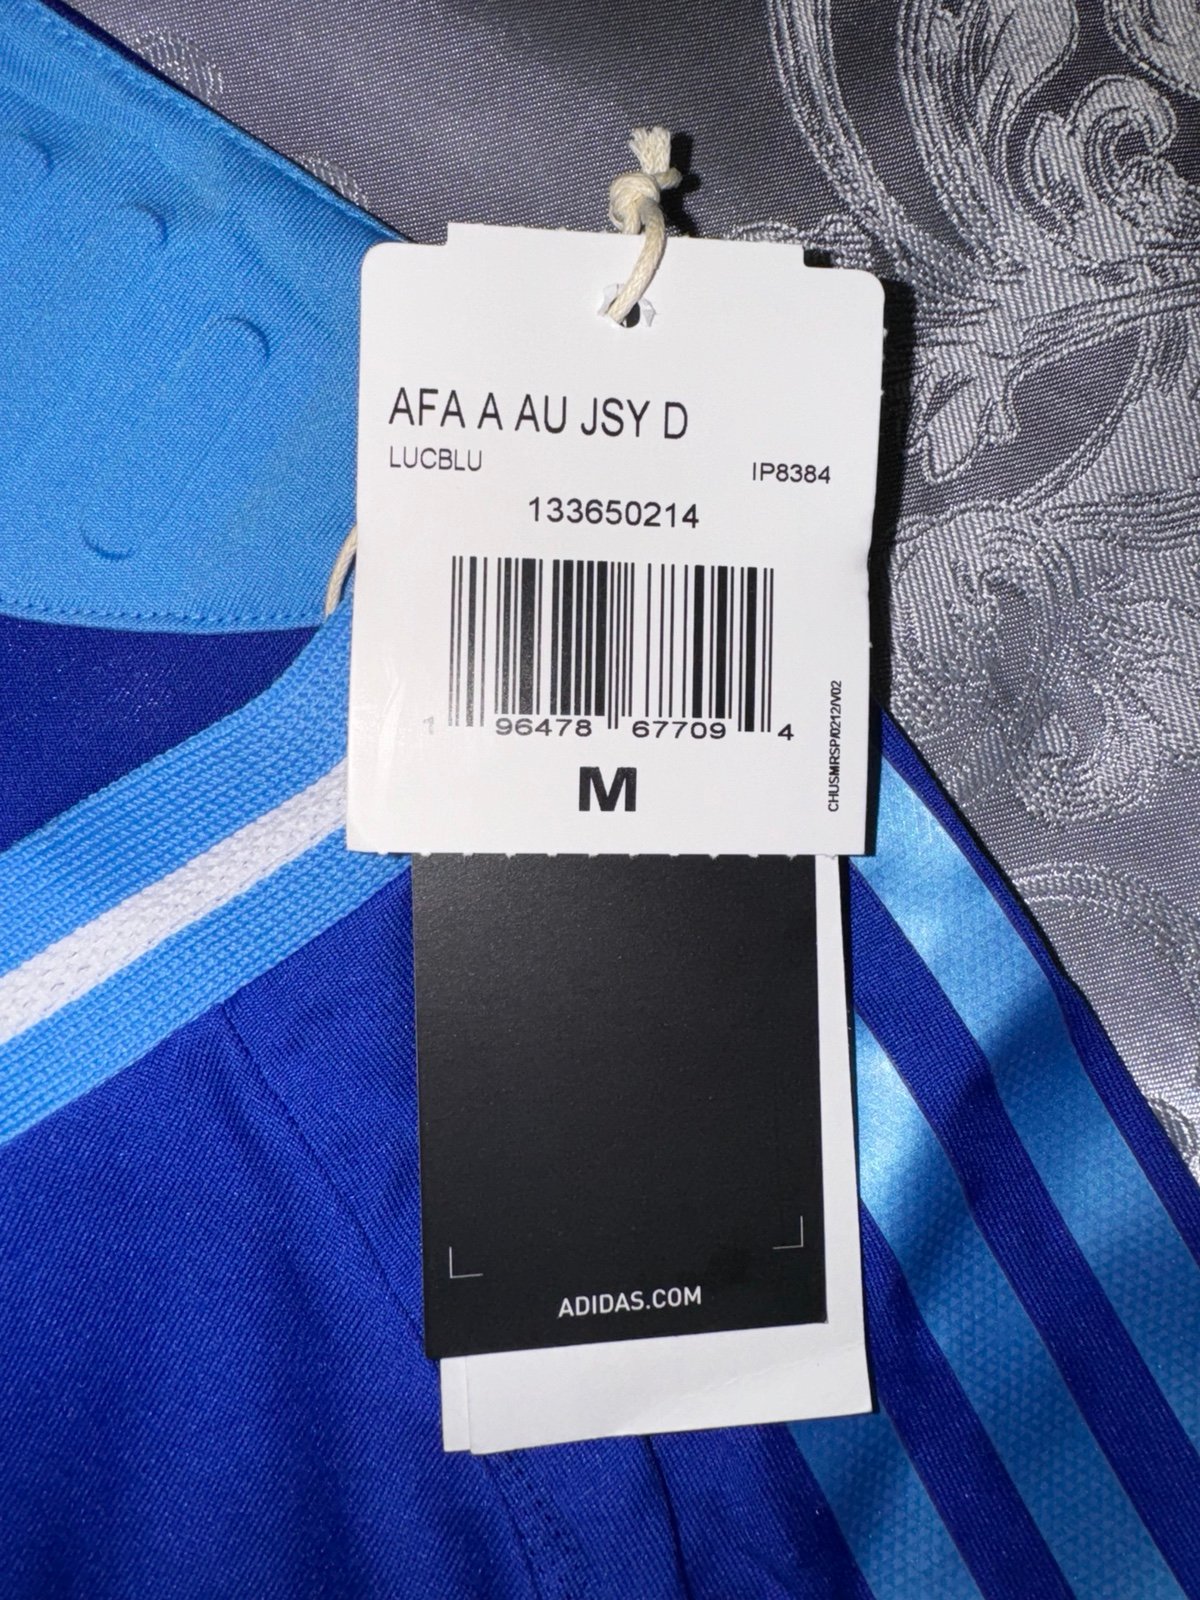 AFA A AU JSY D
LUCBLU IP8384
133650214
1 96478 67709 4
M
CHUSMRSP/0212/V02
ADIDAS.COM